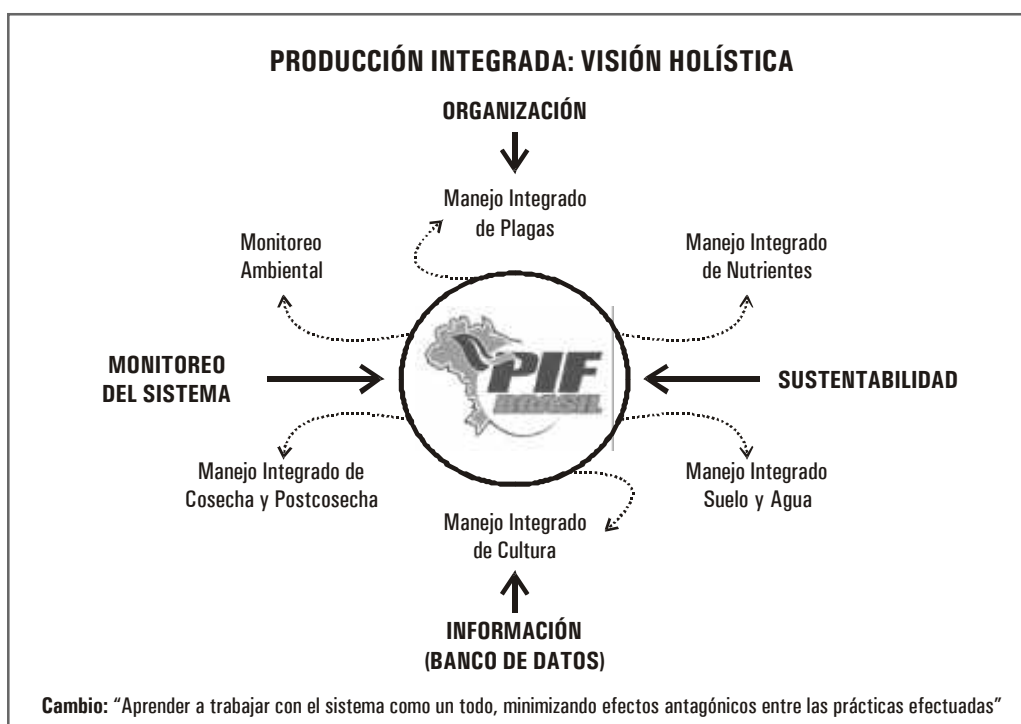 PRODUCCIÓN INTEGRADA: VISIÓN HOLÍSTICA
ORGANIZACIÓN
Manejo Integrado
de Plagas
Monitoreo
Ambiental
Manejo Integrado
de Nutrientes
MONITOREO
DEL SISTEMA
PIF
BRASIL
SUSTENTABILIDAD
Manejo Integrado de
Cosecha y Postcosecha
Manejo Integrado
Suelo y Agua
Manejo Integrado
de Cultura
INFORMACIÓN
(BANCO DE DATOS)
Cambio: “Aprender a trabajar con el sistema como un todo, minimizando efectos antagónicos entre las prácticas efectuadas”